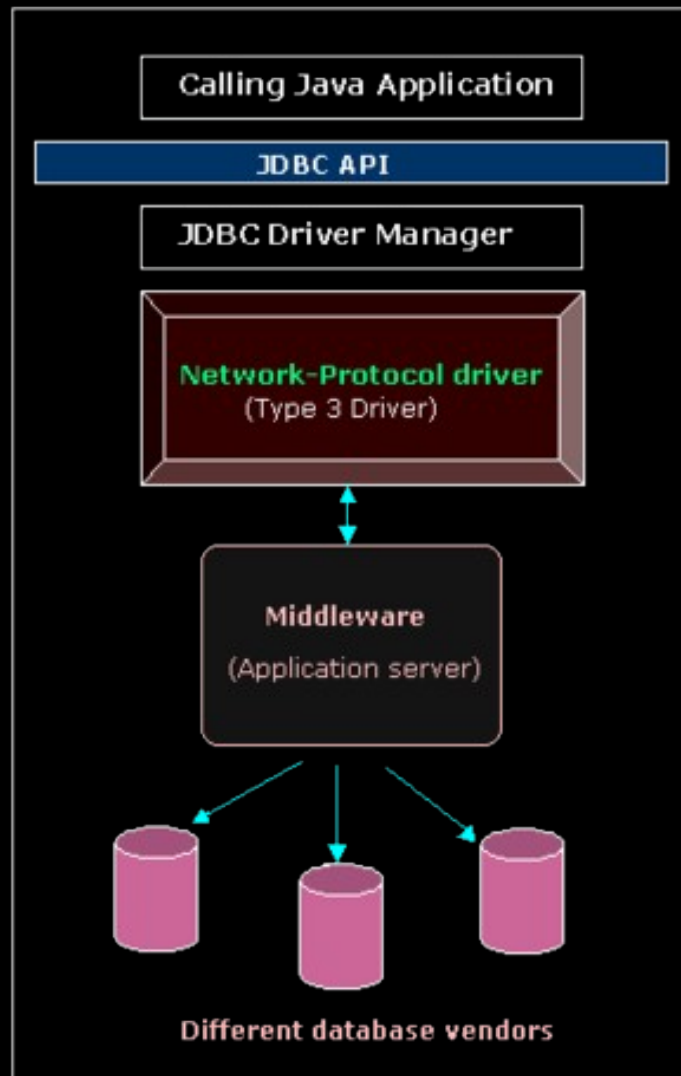 Calling Java Application
JDBC API
JDBC Driver Manager
Network-Protocol driver
(Type 3 Driver)
Middleware
(Application server)
Different database vendors